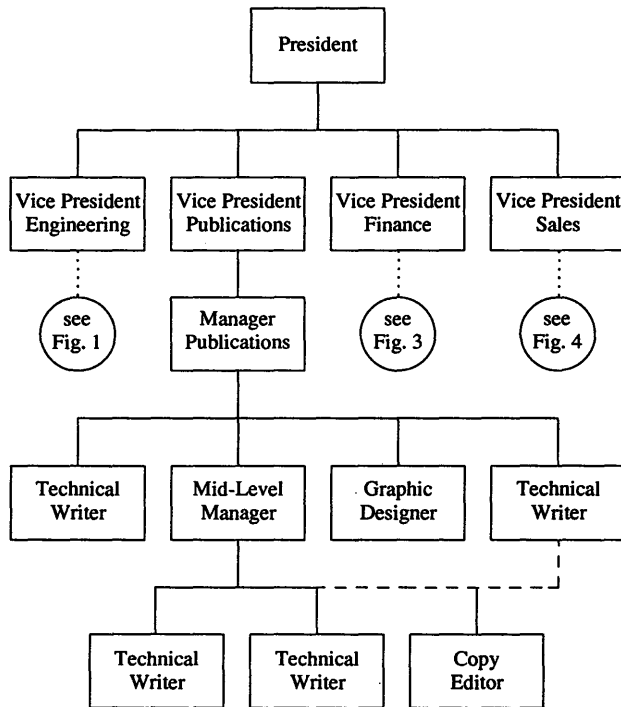 President
Vice President
Engineering
Vice President
Publications
Vice President
Finance
Vice President
Sales
see
Fig. 1
Manager
Publications
see
Fig. 3
see
Fig. 4
Technical
Writer
Mid-Level
Manager
Graphic
Designer
Technical
Writer
Technical
Writer
Technical
Writer
Copy
Editor